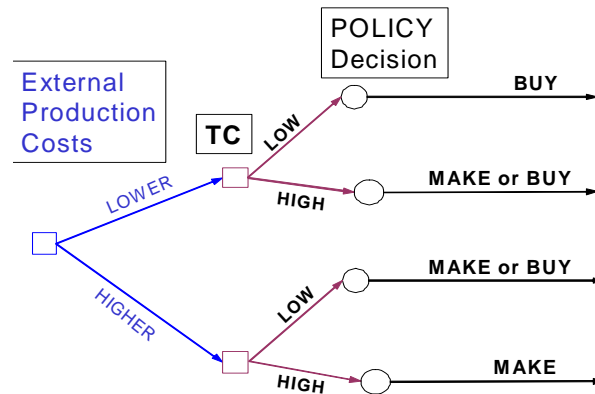 POLICY
Decision
External
Production
Costs
TC
BUY
LOW
LOWER
HIGH
MAKE or BUY
HIGHER
LOW
MAKE or BUY
HIGH
MAKE